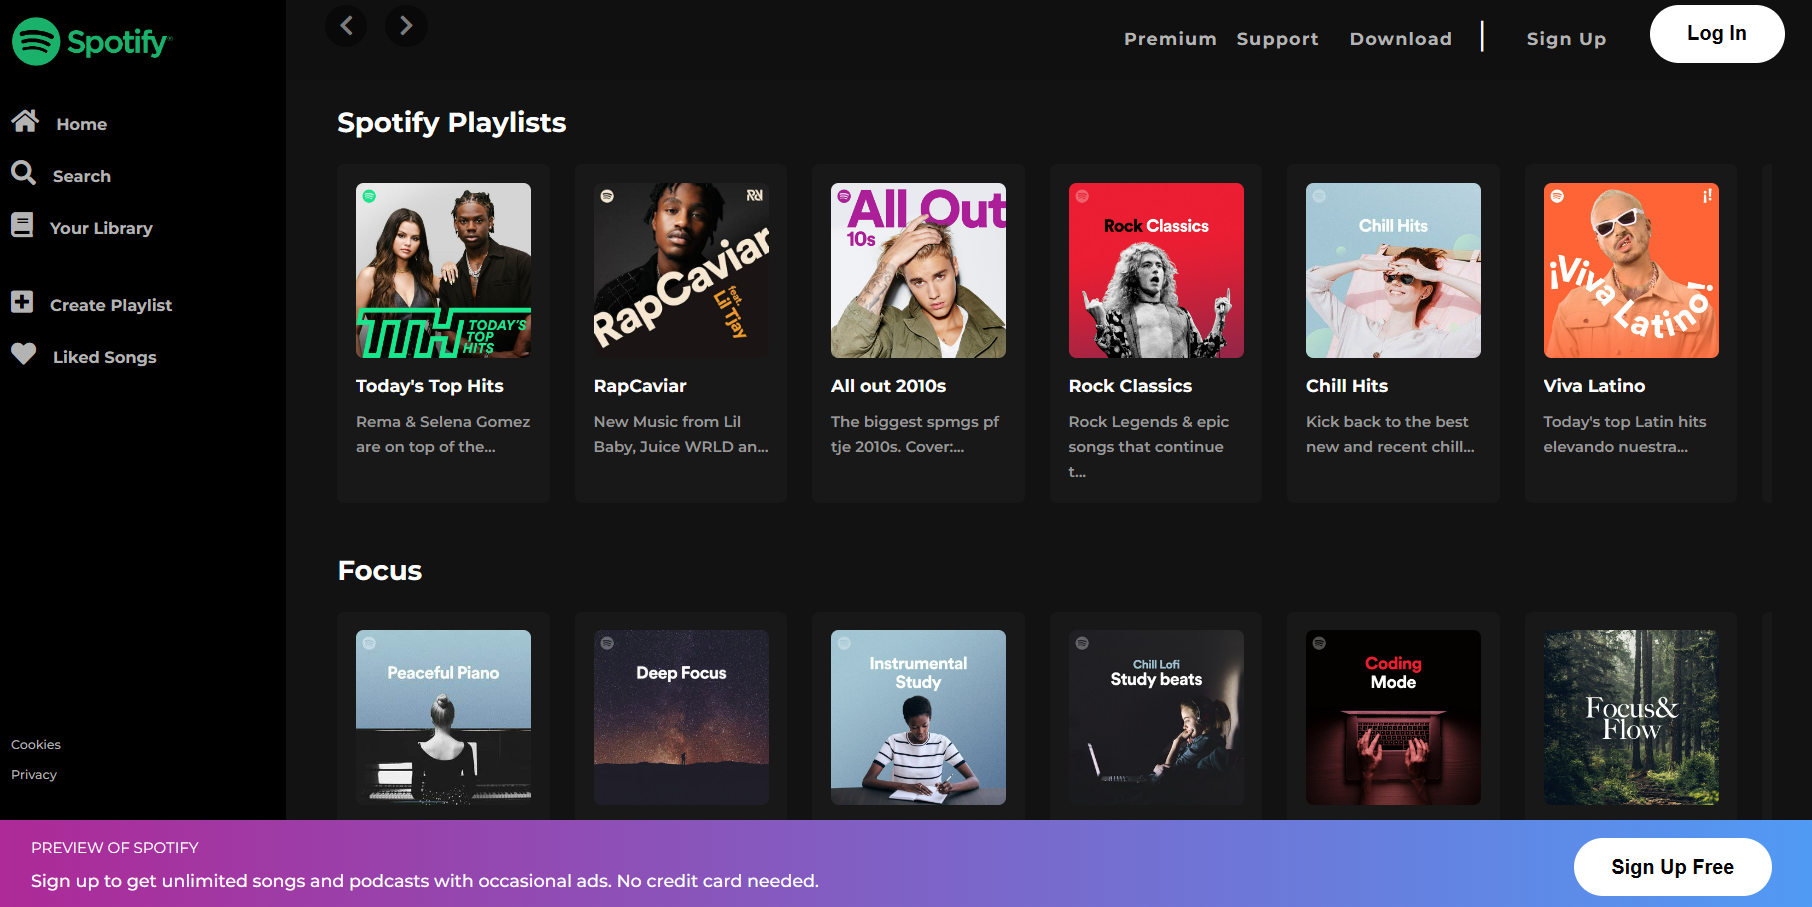 Spotify
Premium Support Download | Sign Up Log In
Home
Search
Your Library
Create Playlist
Liked Songs
Cookies
Privacy
Spotify Playlists
TTH TODAY'S
TOP
HITS
Today's Top Hits
Rema & Selena Gomez
are on top of the...
RapCaviar
feat.
Lil Tjay
RapCaviar
New Music from Lil
Baby, Juice WRLD an...
All Out
10s
All out 2010s
The biggest spmgs pf
tje 2010s. Cover:...
Rock Classics
Rock Classics
Rock Legends & epic
songs that continue
t...
Chill Hits
Chill Hits
Kick back to the best
new and recent chill...
¡!
¡Viva
Latino!
Viva Latino
Today's top Latin hits
elevando nuestra...
Focus
Peaceful Piano
Deep Focus
Instrumental
Study
Chill Lofi
Study beats
Coding
Mode
Focus&
Flow
PREVIEW OF SPOTIFY
Sign up to get unlimited songs and podcasts with occasional ads. No credit card needed.
Sign Up Free